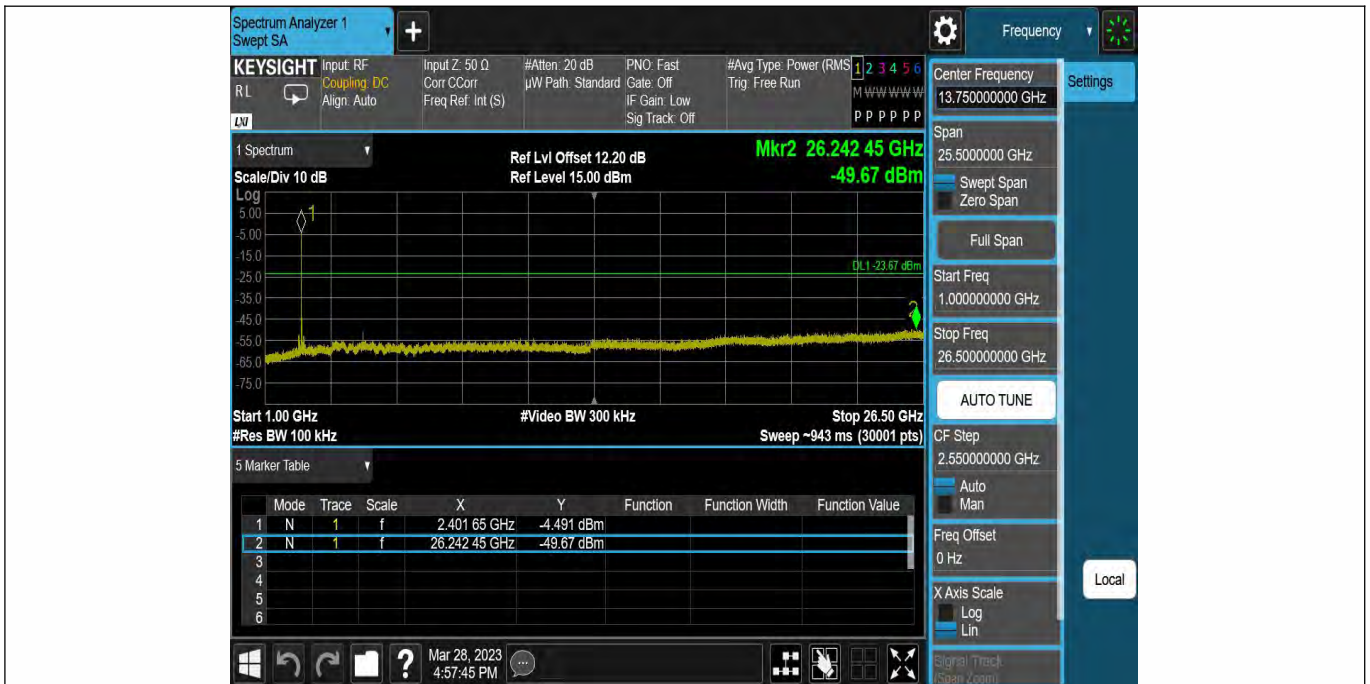 Spectrum Analyzer 1
Swept SA
+
Frequency
KEYSIGHT
RL
LXI
Input: RF
Coupling: DC
Align: Auto
Input Z: 50 Ω
Corr CCorr
Freq Ref: Int (S)
#Atten: 20 dB
µW Path: Standard
PNO: Fast
Gate: Off
IF Gain: Low
Sig Track: Off
#Avg Type: Power (RMS
Trig: Free Run
1 2 3 4 5 6
M W W W W W
P P P P P P
1 Spectrum
Scale/Div 10 dB
Ref Lvl Offset 12.20 dB
Ref Level 15.00 dBm
Mkr2 26.242 45 GHz
-49.67 dBm
Log
5.00
-5.00
-15.0
-25.0
-35.0
-45.0
-55.0
-65.0
-75.0
1
DL1 -23.67 dBm
2
Start 1.00 GHz
#Res BW 100 kHz
#Video BW 300 kHz
Stop 26.50 GHz
Sweep ~943 ms (30001 pts)
5 Marker Table
Mode Trace Scale X Y Function Function Width Function Value
1 N 1 f 2.401 65 GHz -4.491 dBm
2 N 1 f 26.242 45 GHz -49.67 dBm
3
4
5
6
Center Frequency
13.750000000 GHz
Settings
Span
25.5000000 GHz
Swept Span
Zero Span
Full Span
Start Freq
1.000000000 GHz
Stop Freq
26.500000000 GHz
AUTO TUNE
CF Step
2.550000000 GHz
Auto
Man
Freq Offset
0 Hz
X Axis Scale
Log
Lin
Signal Track
(Span Zoom)
Local
?
Mar 28, 2023
4:57:45 PM